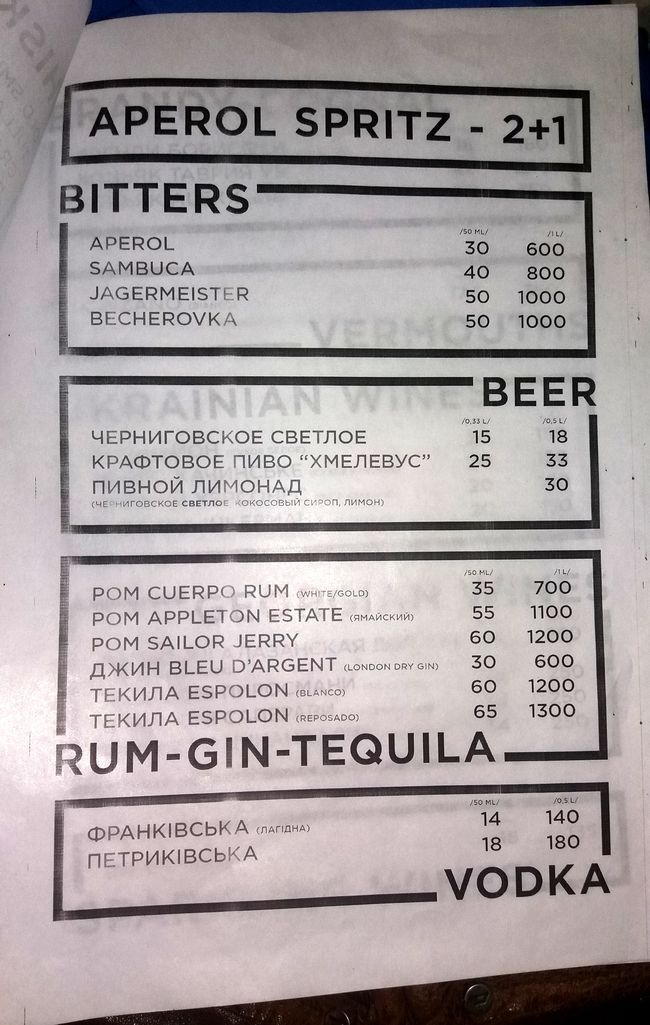 APEROL SPRITZ - 2+1
BITTERS
/50 ML/ /1 L/
APEROL 30 600
SAMBUCA 40 800
JAGERMEISTER 50 1000
BECHEROVKA 50 1000
BEER
/0,33 L/ /0,5 L/
ЧЕРНИГОВСКОЕ СВЕТЛОЕ 15 18
КРАФТОВОЕ ПИВО “ХМЕЛЕВУС” 25 33
ПИВНОЙ ЛИМОНАД 30
(ЧЕРНИГОВСКОЕ СВЕТЛОЕ КОКОСОВЫЙ СИРОП, ЛИМОН)
/50 ML/ /1 L/
РОМ CUERPO RUM (WHITE/GOLD) 35 700
РОМ APPLETON ESTATE (ЯМАЙСКИЙ) 55 1100
РОМ SAILOR JERRY 60 1200
ДЖИН BLEU D’ARGENT (LONDON DRY GIN) 30 600
ТЕКИЛА ESPOLON (BLANCO) 60 1200
ТЕКИЛА ESPOLON (REPOSADO) 65 1300
RUM-GIN-TEQUILA
/50 ML/ /0,5 L/
ФРАНКІВСЬКА (ЛАГІДНА) 14 140
ПЕТРИКІВСЬКА 18 180
VODKA